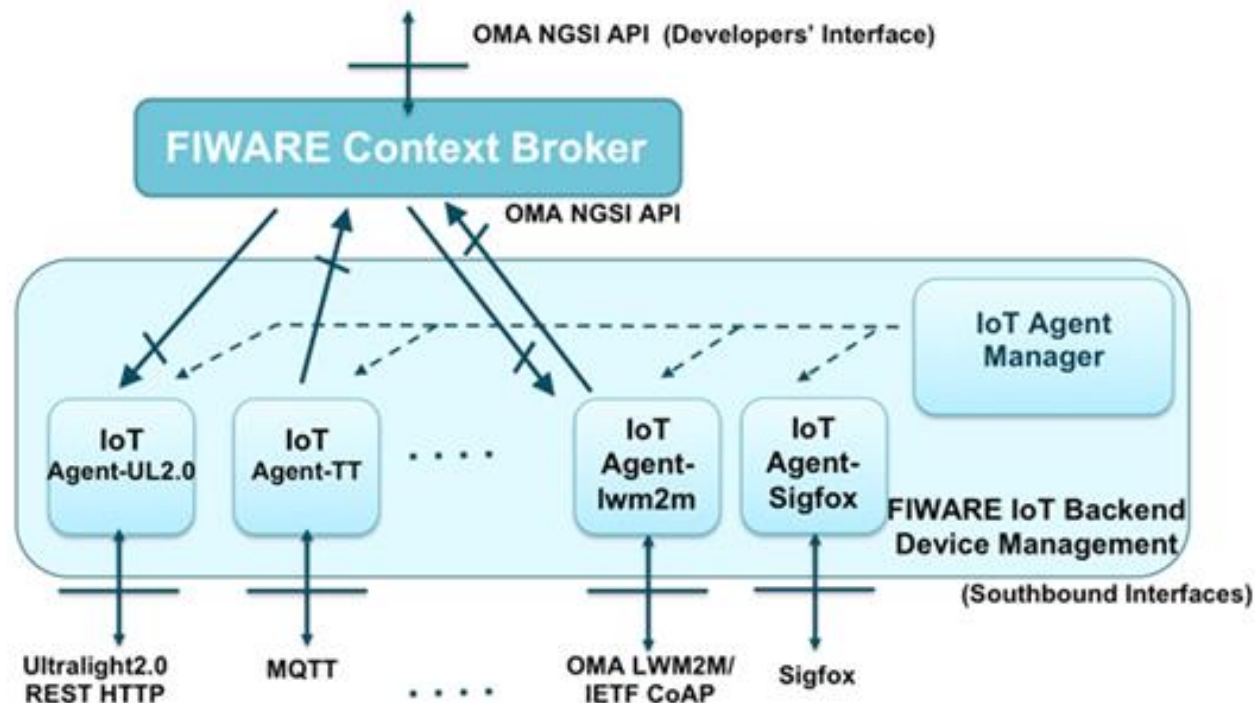 OMA NGSI API (Developers' Interface)
FIWARE Context Broker
OMA NGSI API
IoT Agent
Manager
IoT
Agent-UL2.0
IoT
Agent-TT
IoT
Agent-
lwm2m
IoT
Agent-
Sigfox
FIWARE IoT Backend
Device Management
(Southbound Interfaces)
Ultralight2.0
REST HTTP
MQTT
OMA LWM2M/
IETF CoAP
Sigfox